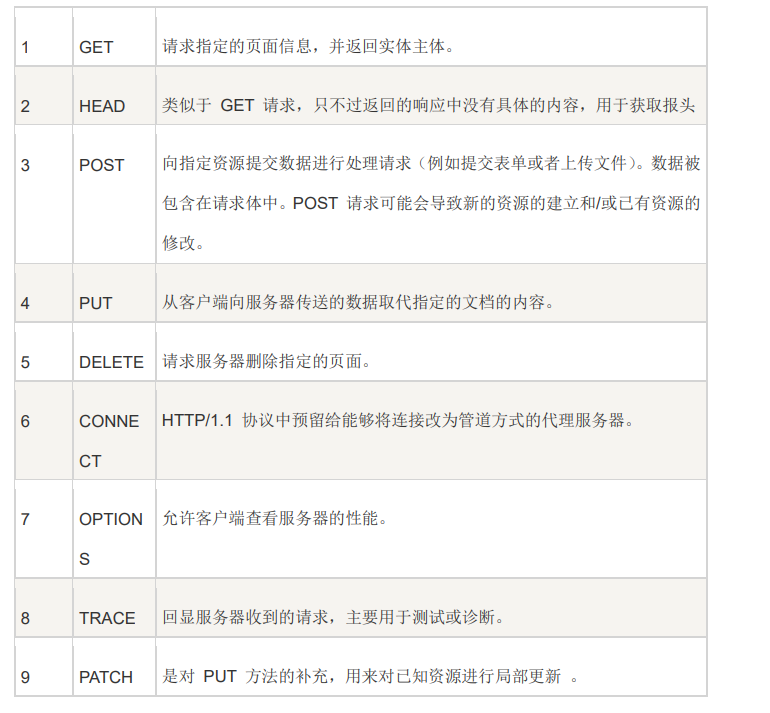 1 GET 请求指定的页面信息，并返回实体主体。
2 HEAD 类似于 GET 请求，只不过返回的响应中没有具体的内容，用于获取报头
3 POST 向指定资源提交数据进行处理请求（例如提交表单或者上传文件）。数据被
包含在请求体中。POST 请求可能会导致新的资源的建立和/或已有资源的
修改。
4 PUT 从客户端向服务器传送的数据取代指定的文档的内容。
5 DELETE 请求服务器删除指定的页面。
6 CONNE HTTP/1.1 协议中预留给能够将连接改为管道方式的代理服务器。
CT
7 OPTION 允许客户端查看服务器的性能。
S
8 TRACE 回显服务器收到的请求，主要用于测试或诊断。
9 PATCH 是对 PUT 方法的补充，用来对已知资源进行局部更新 。